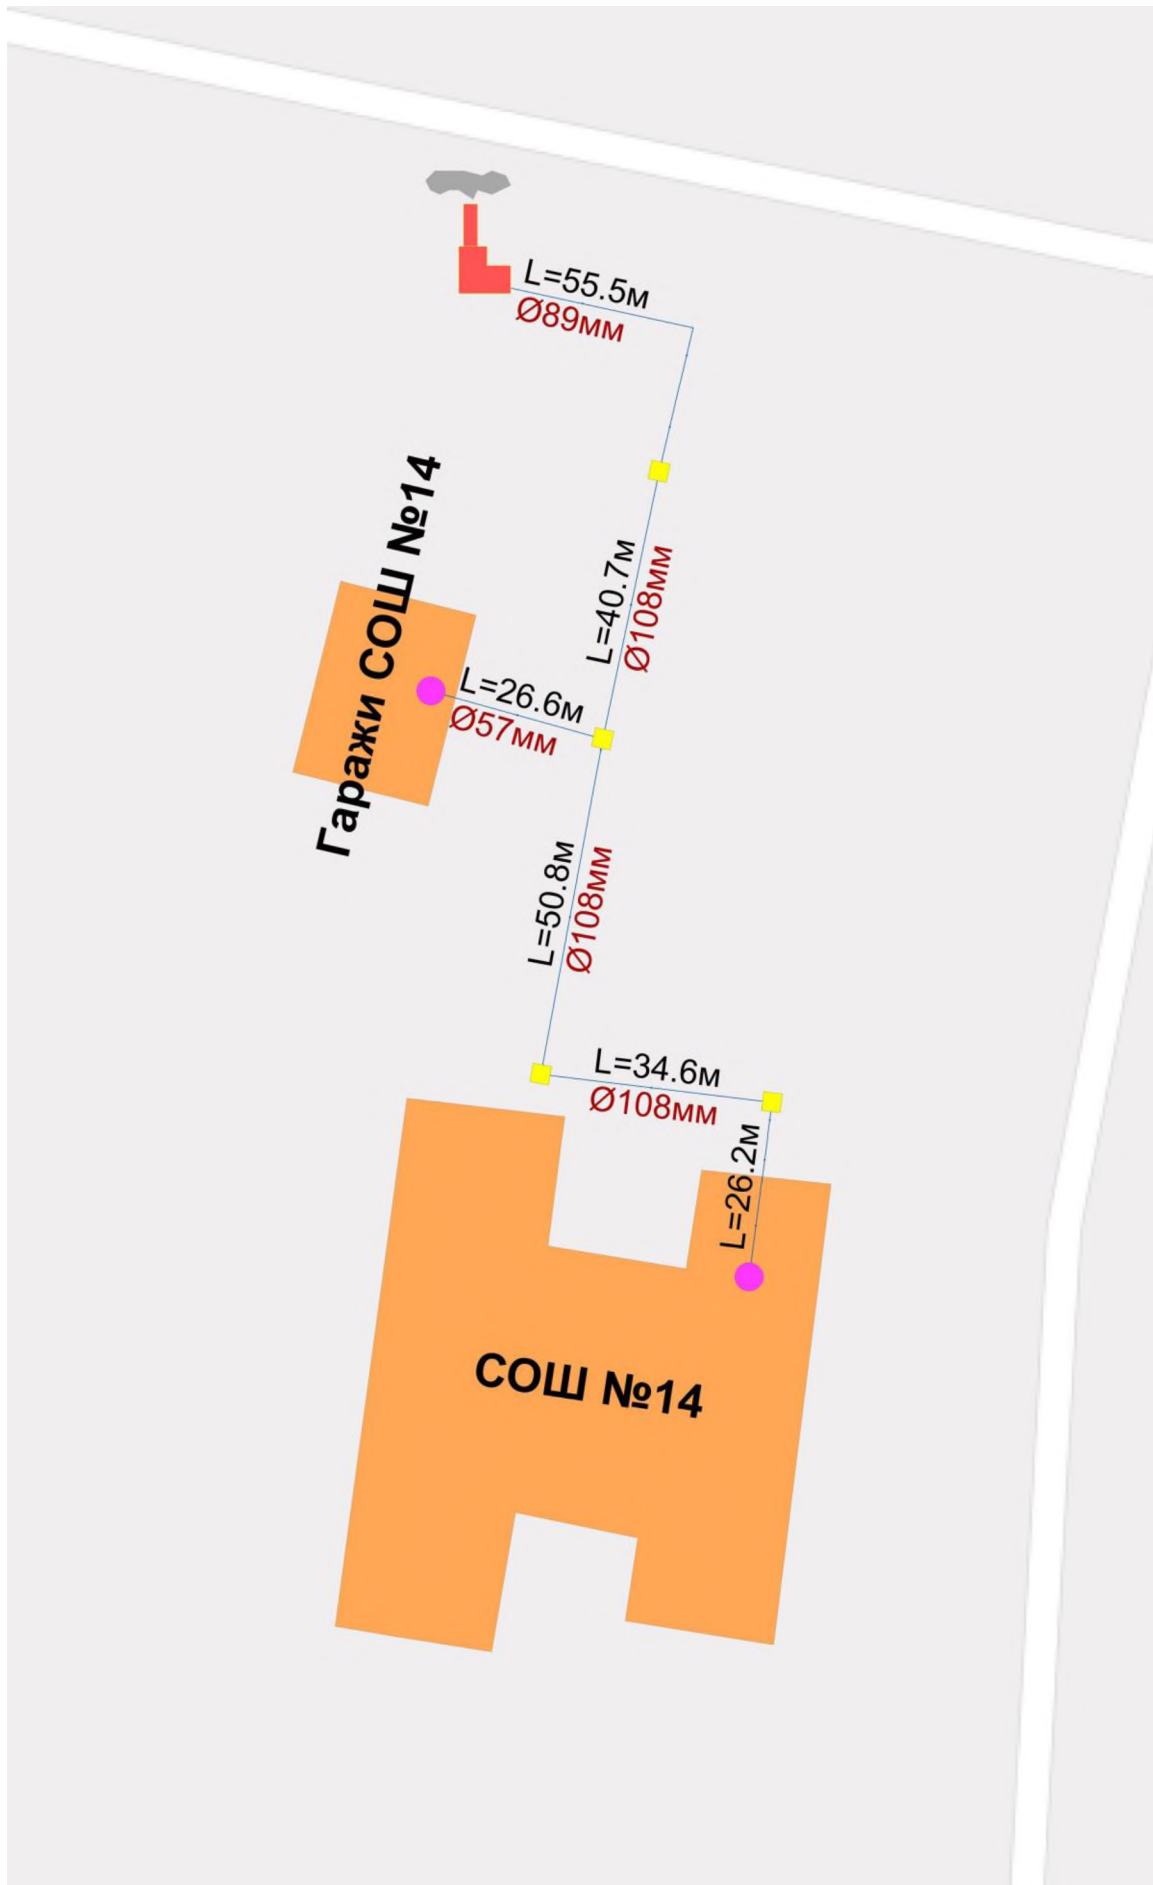 L=55.5м
Ø89мм
Гаражи СОШ №14
L=40.7м
Ø108мм
L=26.6м
Ø57мм
L=50.8м
Ø108мм
L=34.6м
Ø108мм
L=26.2м
СОШ №14